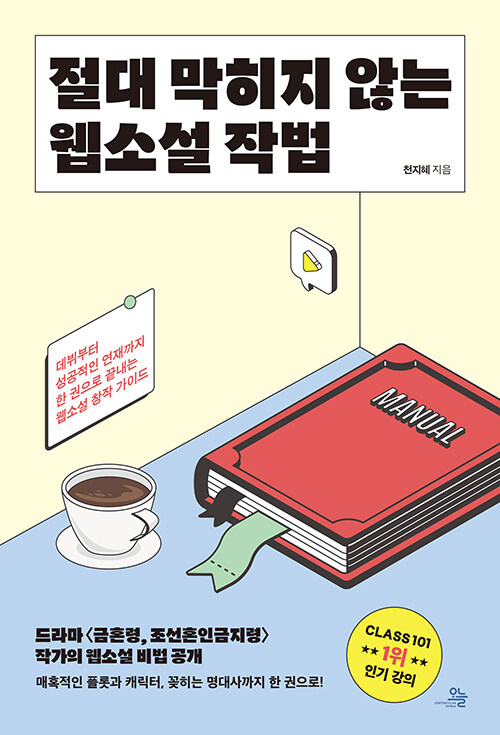 절대 막히지 않는
웹소설 작법
천지혜 지음
데뷔부터
성공적인 연재까지
한 권으로 끝내는
웹소설 창작 가이드
MANUAL
드라마 〈금혼령, 조선혼인금지령〉
작가의 웹소설 비법 공개
매혹적인 플롯과 캐릭터, 꽂히는 명대사까지 한 권으로!
CLASS 101
★★ 1위 ★★
인기 강의
오늘